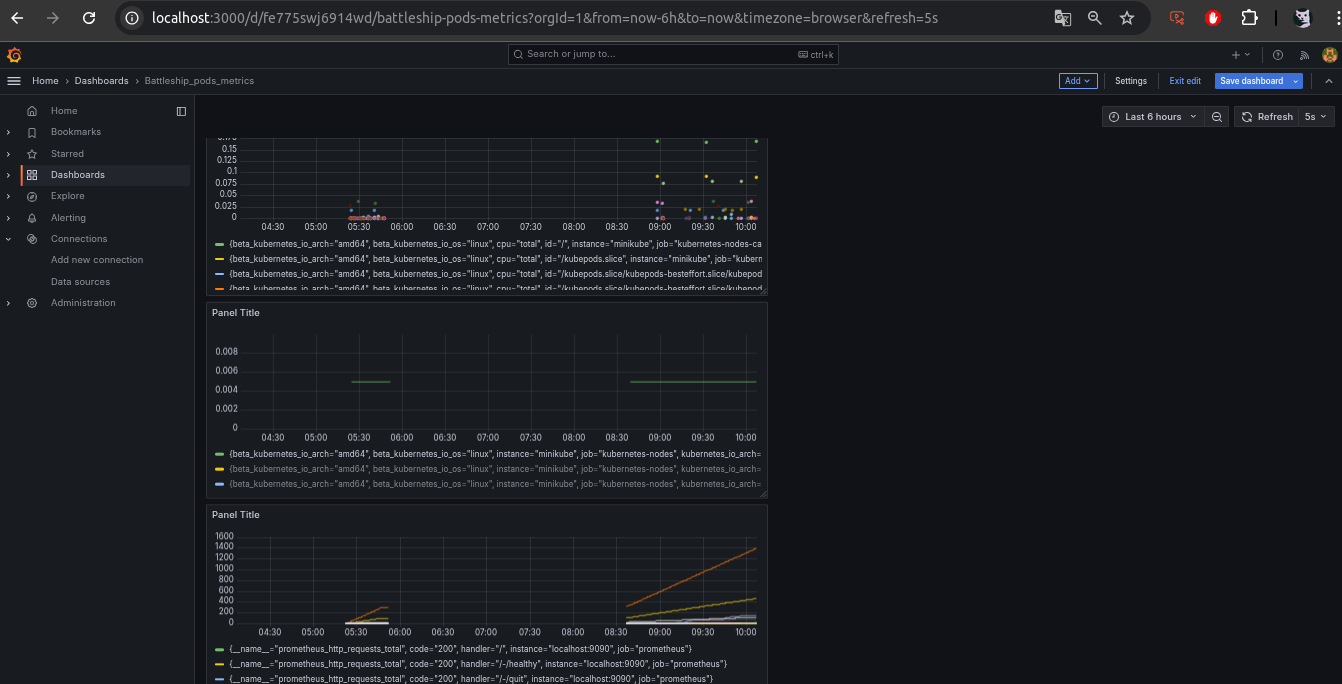 localhost:3000/d/fe775swj6914wd/battleship-pods-metrics?orgId=1&from=now-6h&to=now&timezone=browser&refresh=5s
Search or jump to...
ctrl+k
Home › Dashboards › Battleship_pods_metrics
Add
Settings
Exit edit
Save dashboard
Home
Bookmarks
Starred
Dashboards
Explore
Alerting
Connections
Add new connection
Data sources
Administration
Last 6 hours
Refresh
5s
0.175
0.15
0.125
0.1
0.075
0.05
0.025
0
04:30 05:00 05:30 06:00 06:30 07:00 07:30 08:00 08:30 09:00 09:30 10:00
{beta_kubernetes_io_arch="amd64", beta_kubernetes_io_os="linux", cpu="total", id="/", instance="minikube", job="kubernetes-nodes-ca
{beta_kubernetes_io_arch="amd64", beta_kubernetes_io_os="linux", cpu="total", id="/kubepods.slice", instance="minikube", job="kubern
{beta_kubernetes_io_arch="amd64", beta_kubernetes_io_os="linux", cpu="total", id="/kubepods.slice/kubepods-besteffort.slice/kubepod
{beta_kubernetes_io_arch="amd64", beta_kubernetes_io_os="linux", cpu="total", id="/kubepods.slice/kubepods-besteffort.slice/kubepod
Panel Title
0.008
0.006
0.004
0.002
0
04:30 05:00 05:30 06:00 06:30 07:00 07:30 08:00 08:30 09:00 09:30 10:00
{beta_kubernetes_io_arch="amd64", beta_kubernetes_io_os="linux", instance="minikube", job="kubernetes-nodes", kubernetes_io_arch=
{beta_kubernetes_io_arch="amd64", beta_kubernetes_io_os="linux", instance="minikube", job="kubernetes-nodes", kubernetes_io_arch=
{beta_kubernetes_io_arch="amd64", beta_kubernetes_io_os="linux", instance="minikube", job="kubernetes-nodes", kubernetes_io_arch=
Panel Title
1600
1400
1200
1000
800
600
400
200
0
04:30 05:00 05:30 06:00 06:30 07:00 07:30 08:00 08:30 09:00 09:30 10:00
{__name__="prometheus_http_requests_total", code="200", handler="/", instance="localhost:9090", job="prometheus"}
{__name__="prometheus_http_requests_total", code="200", handler="/-/healthy", instance="localhost:9090", job="prometheus"}
{__name__="prometheus_http_requests_total", code="200", handler="/-/quit", instance="localhost:9090", job="prometheus"}